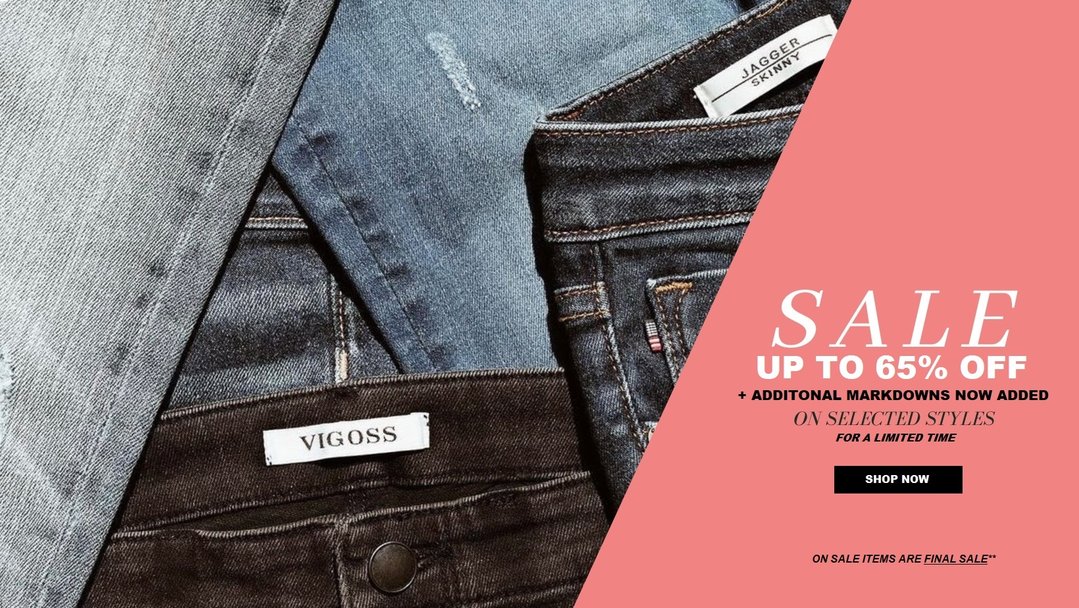 JAGGER
SKINNY
VIGOSS
SALE
UP TO 65% OFF
+ ADDITONAL MARKDOWNS NOW ADDED
ON SELECTED STYLES
FOR A LIMITED TIME
SHOP NOW
ON SALE ITEMS ARE FINAL SALE**